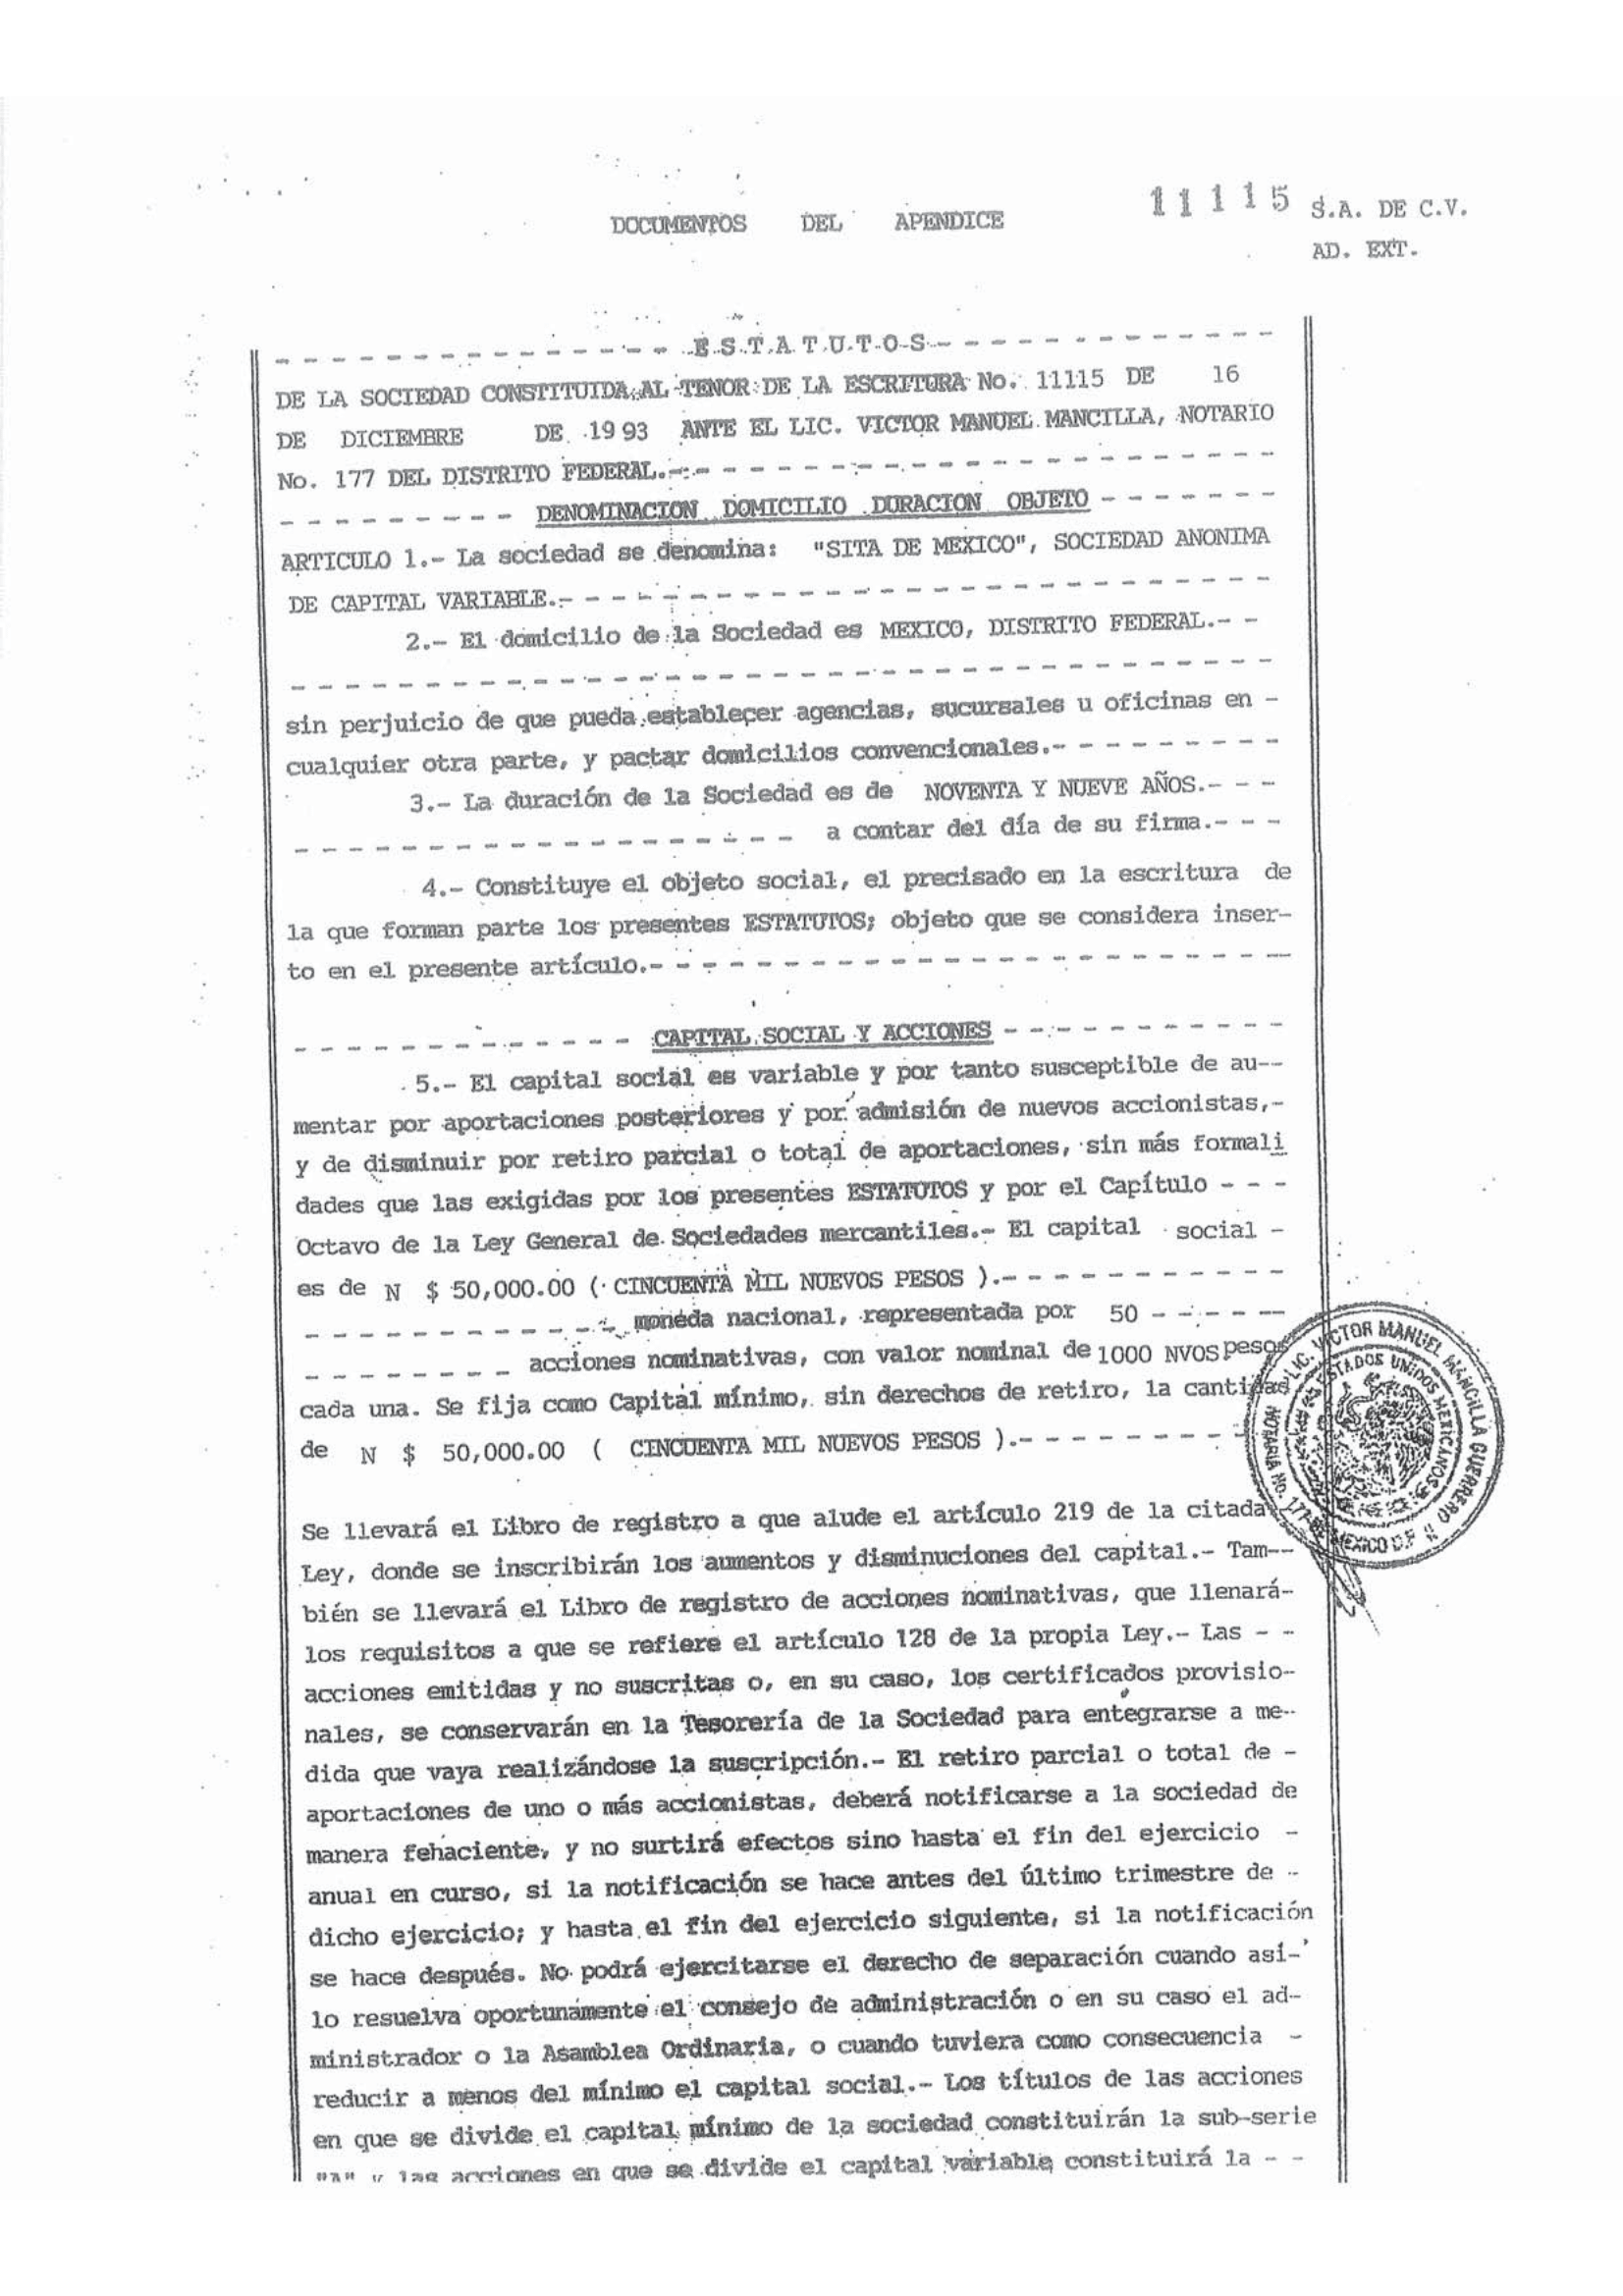 11115 S.A. DE C.V.
DOCUMENTOS DEL APENDICE
AD. EXT.
- - - - - - - - - - - - - - - E-S-T-A-T-U-T-O-S - - - - - - - - - - - - -
DE LA SOCIEDAD CONSTITUIDA AL TENOR DE LA ESCRITURA No. 11115 DE 16
DE DICIEMBRE DE 1993 ANTE EL LIC. VICTOR MANUEL MANCILLA, NOTARIO
No. 177 DEL DISTRITO FEDERAL.- - - - - - - - - - - - - - - - - - - - - -
- - - - - - - - - DENOMINACION DOMICILIO DURACION OBJETO - - - - - - -
ARTICULO 1.- La sociedad se denomina: "SITA DE MEXICO", SOCIEDAD ANONIMA
DE CAPITAL VARIABLE.- - - - - - - - - - - - - - - - - - - - - - - - - - -
2.- El domicilio de la Sociedad es MEXICO, DISTRITO FEDERAL.- -
- - - - - - - - - - - - - - - - - - - - - - - - - - - - - - - - - - - - -
sin perjuicio de que pueda establecer agencias, sucursales u oficinas en -
cualquier otra parte, y pactar domicilios convencionales.- - - - - - - - -
3.- La duración de la Sociedad es de NOVENTA Y NUEVE AÑOS.- - -
- - - - - - - - - - - - - - - - - - - a contar del día de su firma.- - -
4.- Constituye el objeto social, el precisado en la escritura de
la que forman parte los presentes ESTATUTOS; objeto que se considera inser-
to en el presente artículo.- - - - - - - - - - - - - - - - - - - - - - - -
- - - - - - - - - - - - - CAPITAL SOCIAL Y ACCIONES - - - - - - - - - - -
5.- El capital social es variable y por tanto susceptible de au--
mentar por aportaciones posteriores y por admisión de nuevos accionistas,-
y de disminuir por retiro parcial o total de aportaciones, sin más formali
dades que las exigidas por los presentes ESTATUTOS y por el Capítulo - - -
Octavo de la Ley General de Sociedades mercantiles.- El capital social -
es de N $ 50,000.00 ( CINCUENTA MIL NUEVOS PESOS ).- - - - - - - - - - -
- - - - - - - - - - - - moneda nacional, representada por 50 - - - - - -
- - - - - - - - - acciones nominativas, con valor nominal de 1000 NVOS pesos
cada una. Se fija como Capital mínimo, sin derechos de retiro, la cantidad
de N $ 50,000.00 ( CINCUENTA MIL NUEVOS PESOS ).- - - - - - - - -
LIC. VICTOR MANUEL MANCILLA GUERRERO
ESTADOS UNIDOS MEXICANOS
NOTARIA No. 177
MEXICO D.F.
Se llevará el Libro de registro a que alude el artículo 219 de la citada
Ley, donde se inscribirán los aumentos y disminuciones del capital.- Tam--
bién se llevará el Libro de registro de acciones nominativas, que llenará-
los requisitos a que se refiere el artículo 128 de la propia Ley.- Las - -
acciones emitidas y no suscritas o, en su caso, los certificados provisio-
nales, se conservarán en la Tesorería de la Sociedad para entegrarse a me--
dida que vaya realizándose la suscripción.- El retiro parcial o total de -
aportaciones de uno o más accionistas, deberá notificarse a la sociedad de
manera fehaciente, y no surtirá efectos sino hasta el fin del ejercicio -
anual en curso, si la notificación se hace antes del último trimestre de --
dicho ejercicio; y hasta el fin del ejercicio siguiente, si la notificación
se hace después. No podrá ejercitarse el derecho de separación cuando así-
lo resuelva oportunamente el consejo de administración o en su caso el ad-
ministrador o la Asamblea Ordinaria, o cuando tuviera como consecuencia -
reducir a menos del mínimo el capital social.- Los títulos de las acciones
en que se divide el capital mínimo de la sociedad constituirán la sub-serie
"A" y las acciones en que se divide el capital variable constituirá la - -